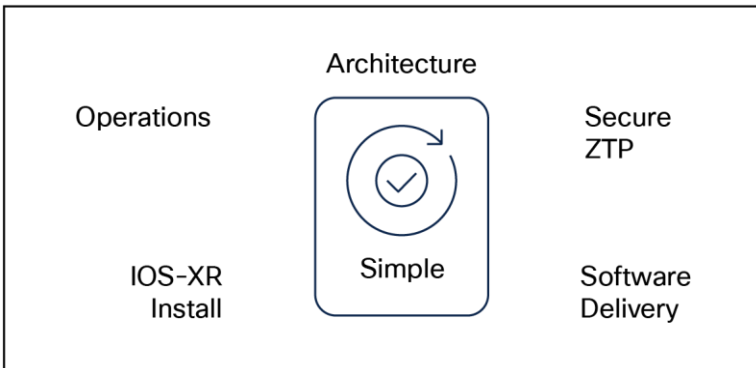 Architecture
Operations
Secure
ZTP
Simple
IOS-XR
Install
Software
Delivery